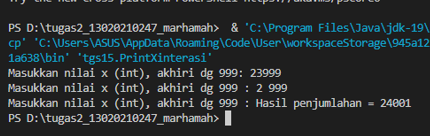 PS D:\tugas2_13020210247_marhamah>  & 'C:\Program Files\Java\jdk-19\
cp' 'C:\Users\ASUS\AppData\Roaming\Code\User\workspaceStorage\945a12
1a638\bin' 'tgs15.PrintXinterasi'
Masukkan nilai x (int), akhiri dg 999: 23999
Masukkan nilai x (int), akhiri dg 999 : 2 999
Masukkan nilai x (int), akhiri dg 999 : Hasil penjumlahan = 24001
PS D:\tugas2_13020210247_marhamah>